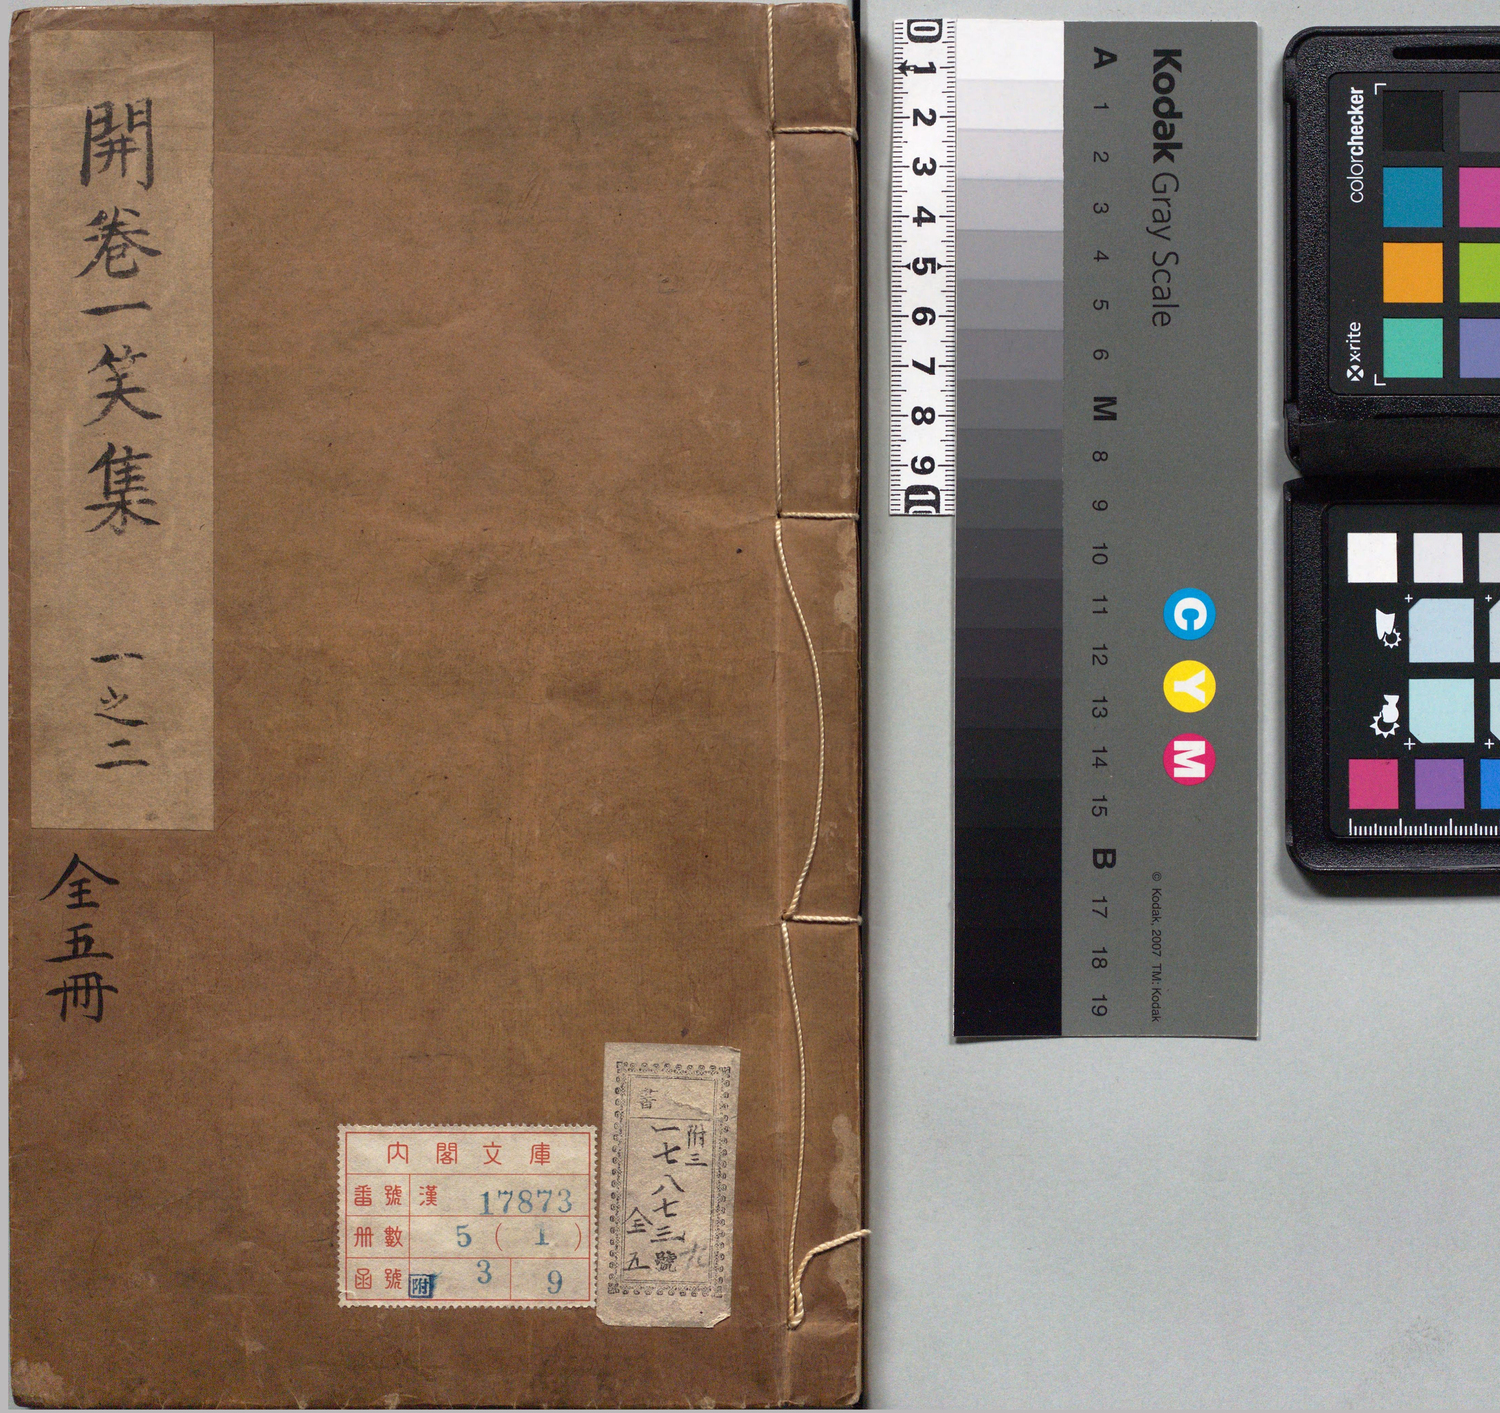 開卷一笑集 一之二
全五冊
内閣文庫
番號 漢 17873
冊數 5 (1)
函號 附 3 9
附三
一七八七三號
全五
0 1 2 3 4 5 6 7 8 9 10
Kodak Gray Scale
A 1 2 3 4 5 6 M 8 9 10 11 12 13 14 15 B 17 18 19
C Y M
© Kodak, 2007 TM: Kodak
colorchecker
x·rite